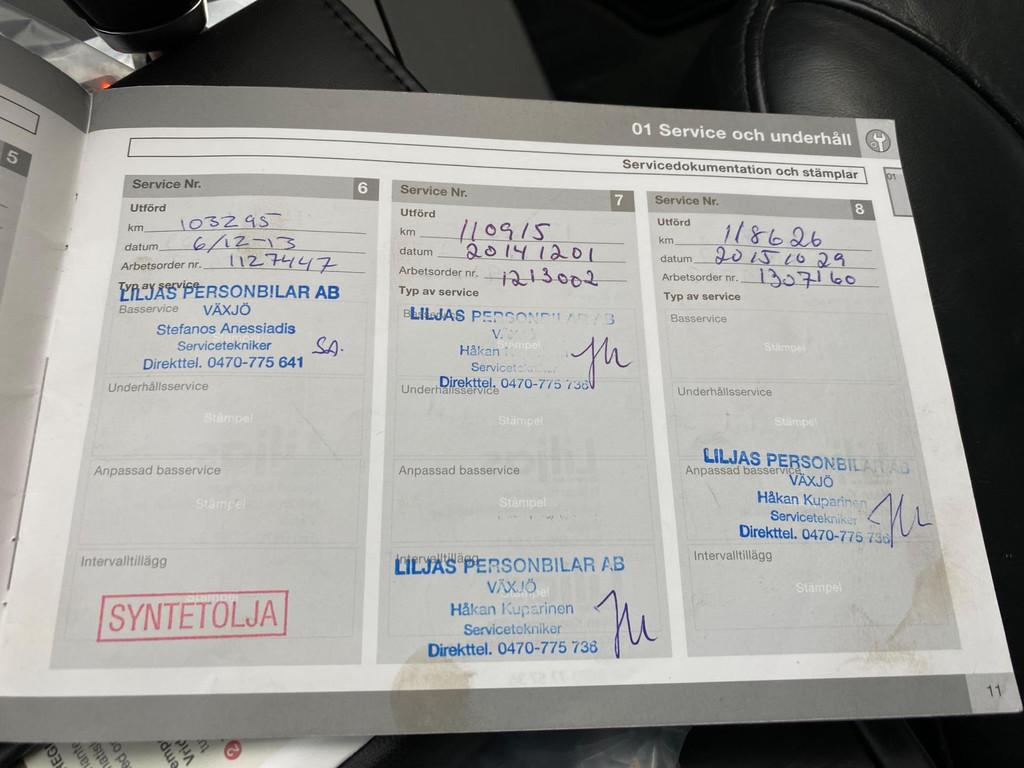 5
01 Service och underhåll
Servicedokumentation och stämplar
01
Service Nr. 6
Utförd
km 103295
datum 6/12-13
Arbetsorder nr. 1127447
Typ av service
LILJAS PERSONBILAR AB
Basservice
VÄXJÖ
Stefanos Anessiadis
Servicetekniker SA.
Direkttel. 0470-775 641
Underhållsservice
Stämpel
Anpassad basservice
Stämpel
Intervalltillägg
Stämpel
SYNTETOLJA
Service Nr. 7
Utförd
km 110915
datum 20141201
Arbetsorder nr. 1213002
Typ av service
LILJAS PERSONBILAR AB
Stämpel
Håkan
Direkttel. 0470-775 736
Underhållsservice
Stämpel
Anpassad basservice
Stämpel
Intervalltillägg
LILJAS PERSONBILAR AB
VÄXJÖ
Håkan Kuparinen
Servicetekniker
Direkttel. 0470-775 736
Service Nr. 8
Utförd
km 118626
datum 20151029
Arbetsorder nr. 1307160
Typ av service
Basservice
Stämpel
Underhållsservice
Stämpel
LILJAS PERSONBILAR AB
Anpassad basservice
VÄXJÖ
Håkan Kuparinen
Servicetekniker
Direkttel. 0470-775 736
Intervalltillägg
Stämpel
11